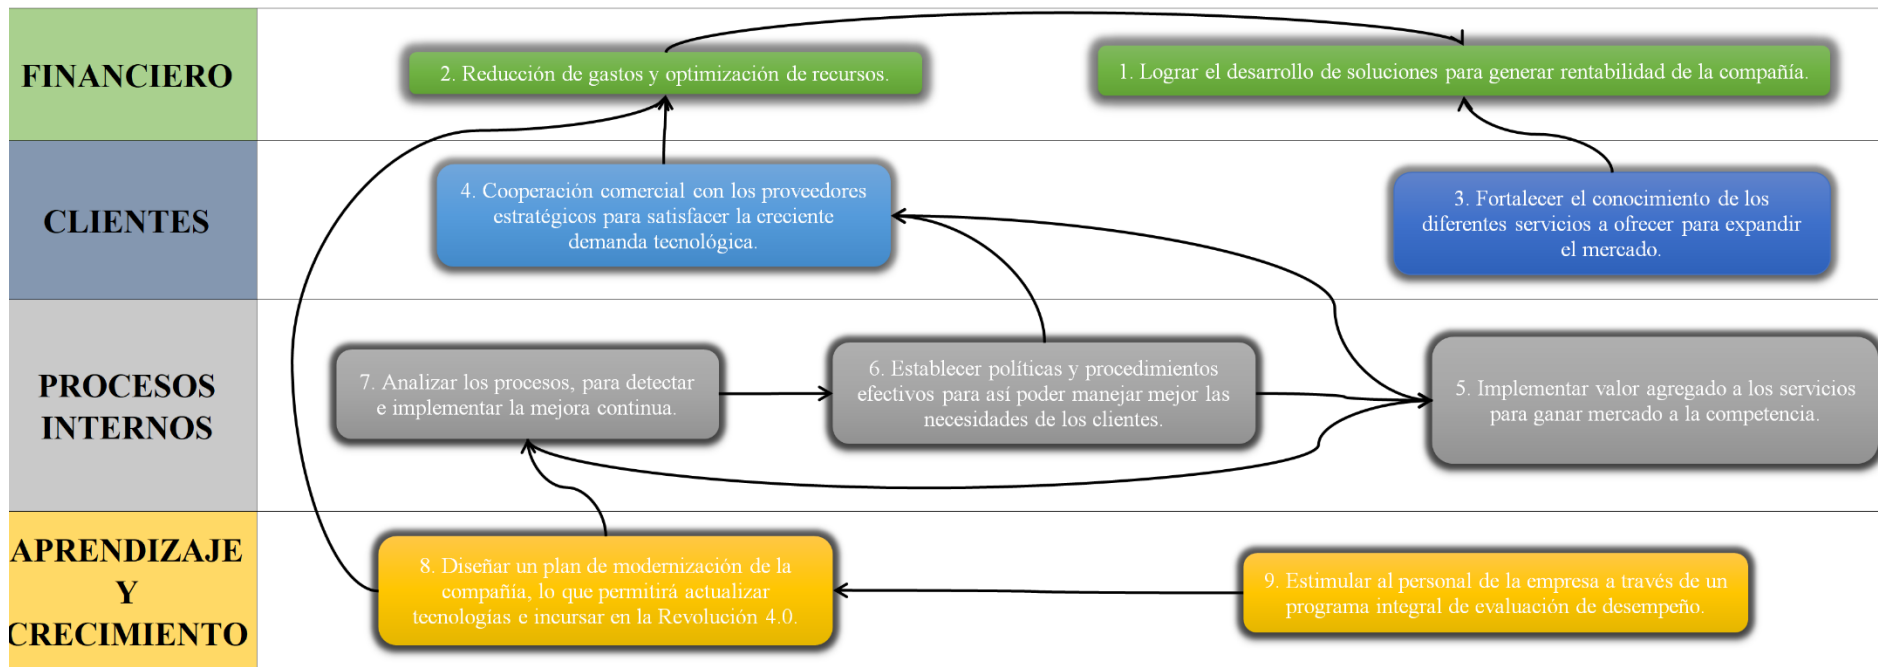 FINANCIERO
2. Reducción de gastos y optimización de recursos.
1. Lograr el desarrollo de soluciones para generar rentabilidad de la compañía.
CLIENTES
4. Cooperación comercial con los proveedores
estratégicos para satisfacer la creciente
demanda tecnológica.
3. Fortalecer el conocimiento de los
diferentes servicios a ofrecer para expandir
el mercado.
PROCESOS
INTERNOS
7. Analizar los procesos, para detectar
e implementar la mejora continua.
6. Establecer políticas y procedimientos
efectivos para así poder manejar mejor las
necesidades de los clientes.
5. Implementar valor agregado a los servicios
para ganar mercado a la competencia.
APRENDIZAJE
Y
CRECIMIENTO
8. Diseñar un plan de modernización de la
compañía, lo que permitirá actualizar
tecnologías e incursar en la Revolución 4.0.
9. Estimular al personal de la empresa a través de un
programa integral de evaluación de desempeño.